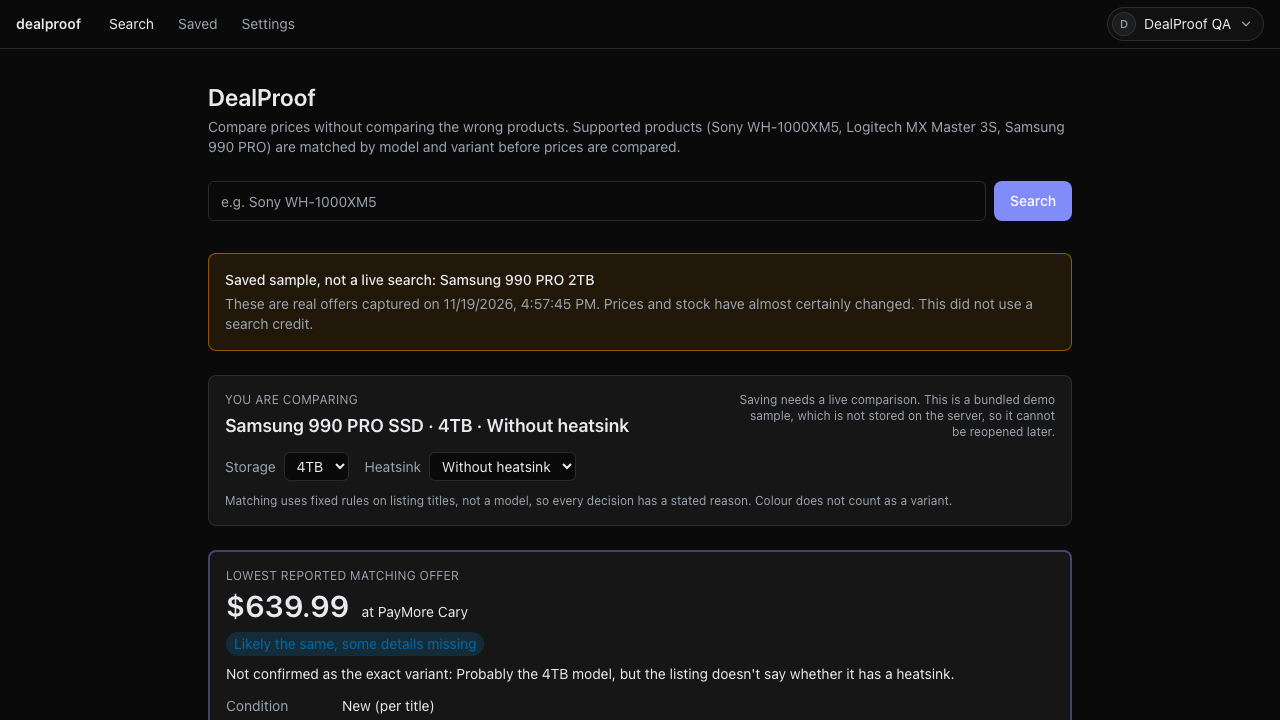 dealproof Search Saved Settings D DealProof QA
DealProof
Compare prices without comparing the wrong products. Supported products (Sony WH-1000XM5, Logitech MX Master 3S, Samsung
990 PRO) are matched by model and variant before prices are compared.
e.g. Sony WH-1000XM5 Search
Saved sample, not a live search: Samsung 990 PRO 2TB
These are real offers captured on 11/19/2026, 4:57:45 PM. Prices and stock have almost certainly changed. This did not use a
search credit.
YOU ARE COMPARING
Samsung 990 PRO SSD · 4TB · Without heatsink
Saving needs a live comparison. This is a bundled demo
sample, which is not stored on the server, so it cannot
be reopened later.
Storage 4TB Heatsink Without heatsink
Matching uses fixed rules on listing titles, not a model, so every decision has a stated reason. Colour does not count as a variant.
LOWEST REPORTED MATCHING OFFER
$639.99 at PayMore Cary
Likely the same, some details missing
Not confirmed as the exact variant: Probably the 4TB model, but the listing doesn't say whether it has a heatsink.
Condition New (per title)